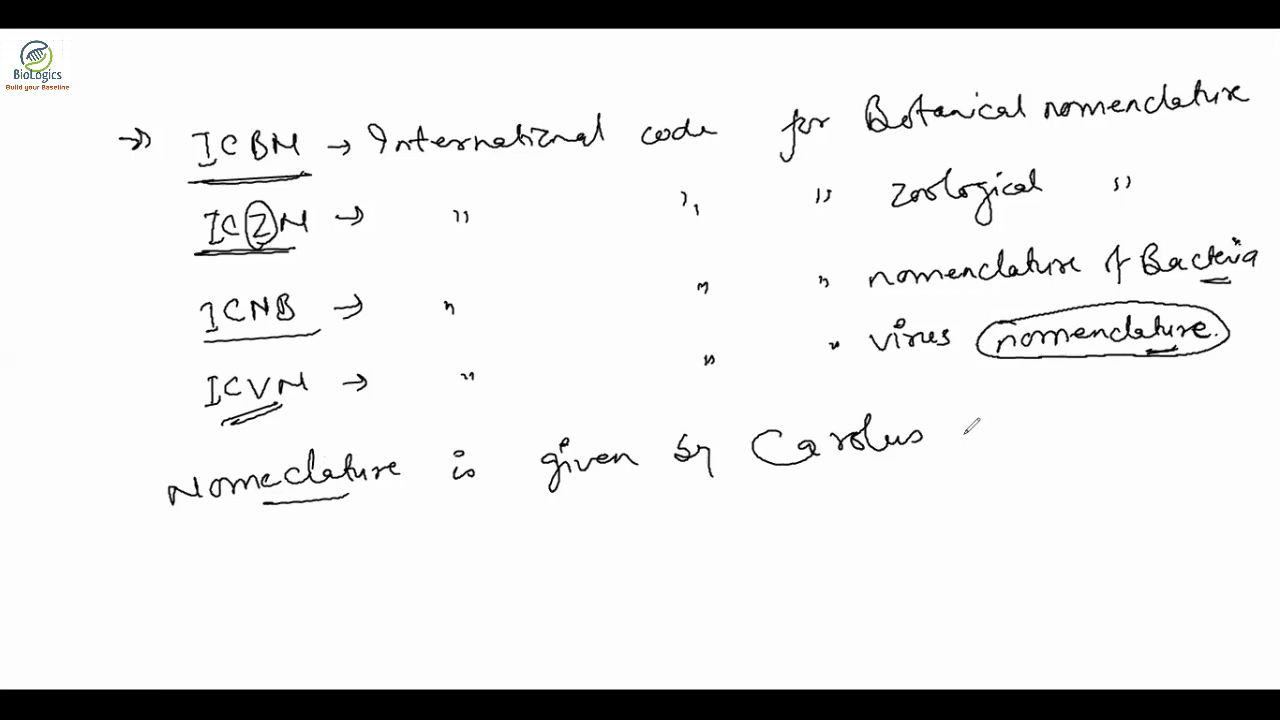 BioLogics
Build your Baseline
→ ICBN → International code for Botanical nomenclature
ICZN → " " " Zoological "
ICNB → " " " nomenclature of Bacteria
ICVN → " " " virus nomenclature.
Nomeclature is given by Carolus